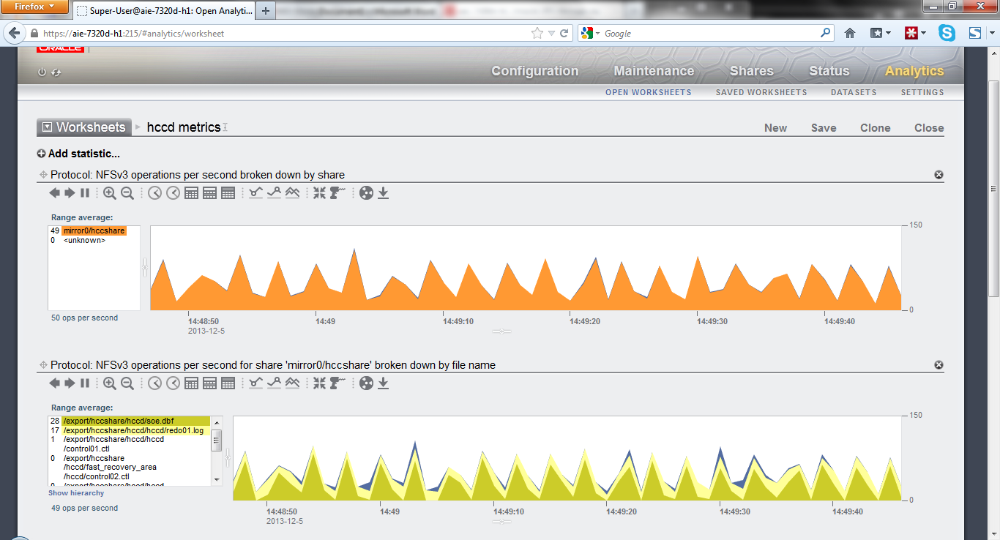 Firefox
Super-User@aie-7320d-h1: Open Analyti...
https://aie-7320d-h1:215/#analytics/worksheet
Google
ORACLE
Configuration Maintenance Shares Status Analytics
OPEN WORKSHEETS SAVED WORKSHEETS DATASETS SETTINGS
Worksheets hccd metrics
New Save Clone Close
Add statistic...
Protocol: NFSv3 operations per second broken down by share
Range average:
49 mirror0/hccshare
0 <unknown>
50 ops per second
150
0
14:48:50 14:49 14:49:10 14:49:20 14:49:30 14:49:40
2013-12-5
Protocol: NFSv3 operations per second for share 'mirror0/hccshare' broken down by file name
Range average:
28 /export/hccshare/hccd/soe.dbf
17 /export/hccshare/hccd/hccd/redo01.log
1 /export/hccshare/hccd/hccd
/control01.ctl
0 /export/hccshare
/hccd/fast_recovery_area
/hccd/control02.ctl
0 /export/hccshare/hccd/hccd
Show hierarchy
49 ops per second
150
0
14:48:50 14:49 14:49:10 14:49:20 14:49:30 14:49:40
2013-12-5